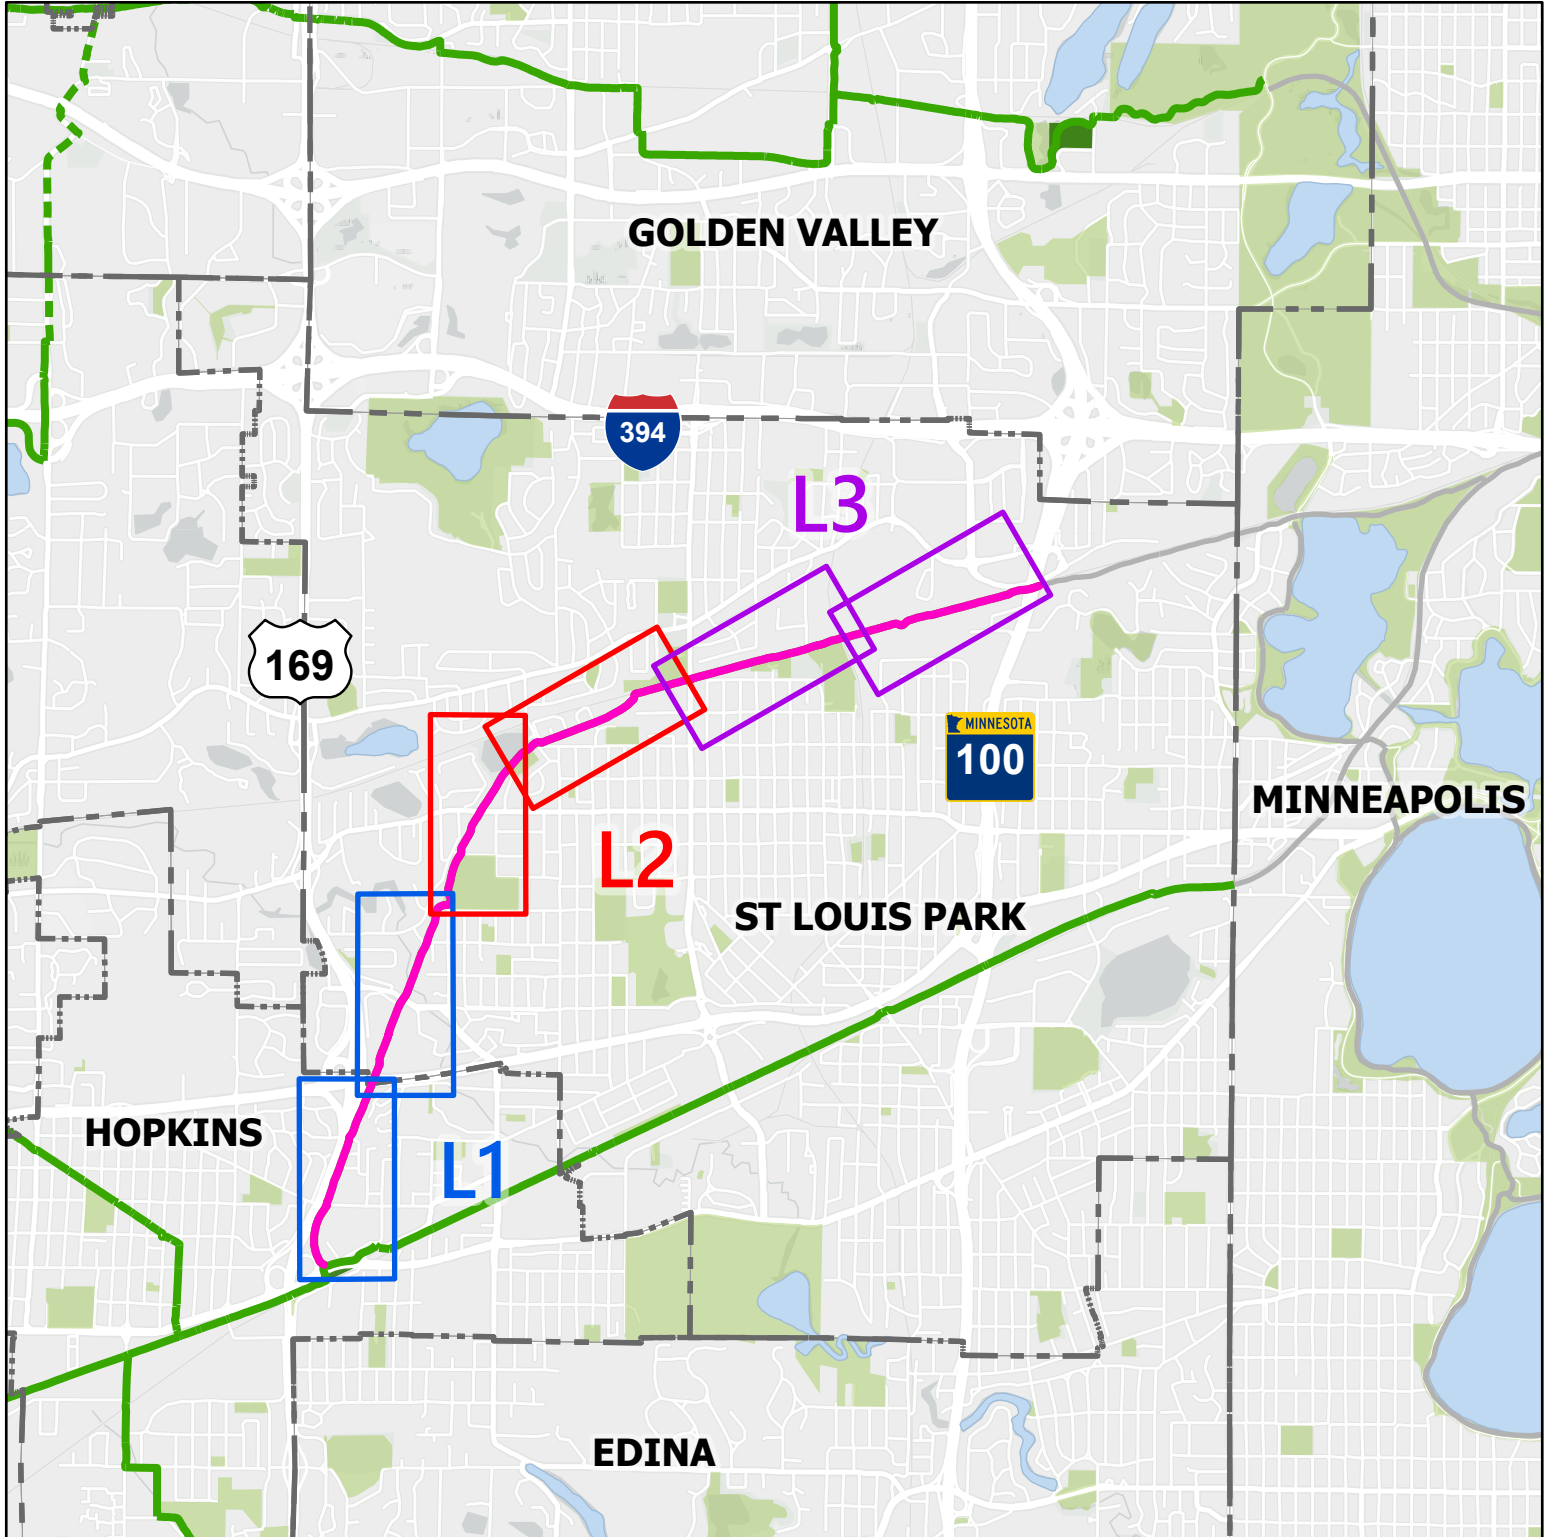 GOLDEN VALLEY
394
L3
169
MINNESOTA
100
MINNEAPOLIS
L2
ST LOUIS PARK
HOPKINS
L1
EDINA